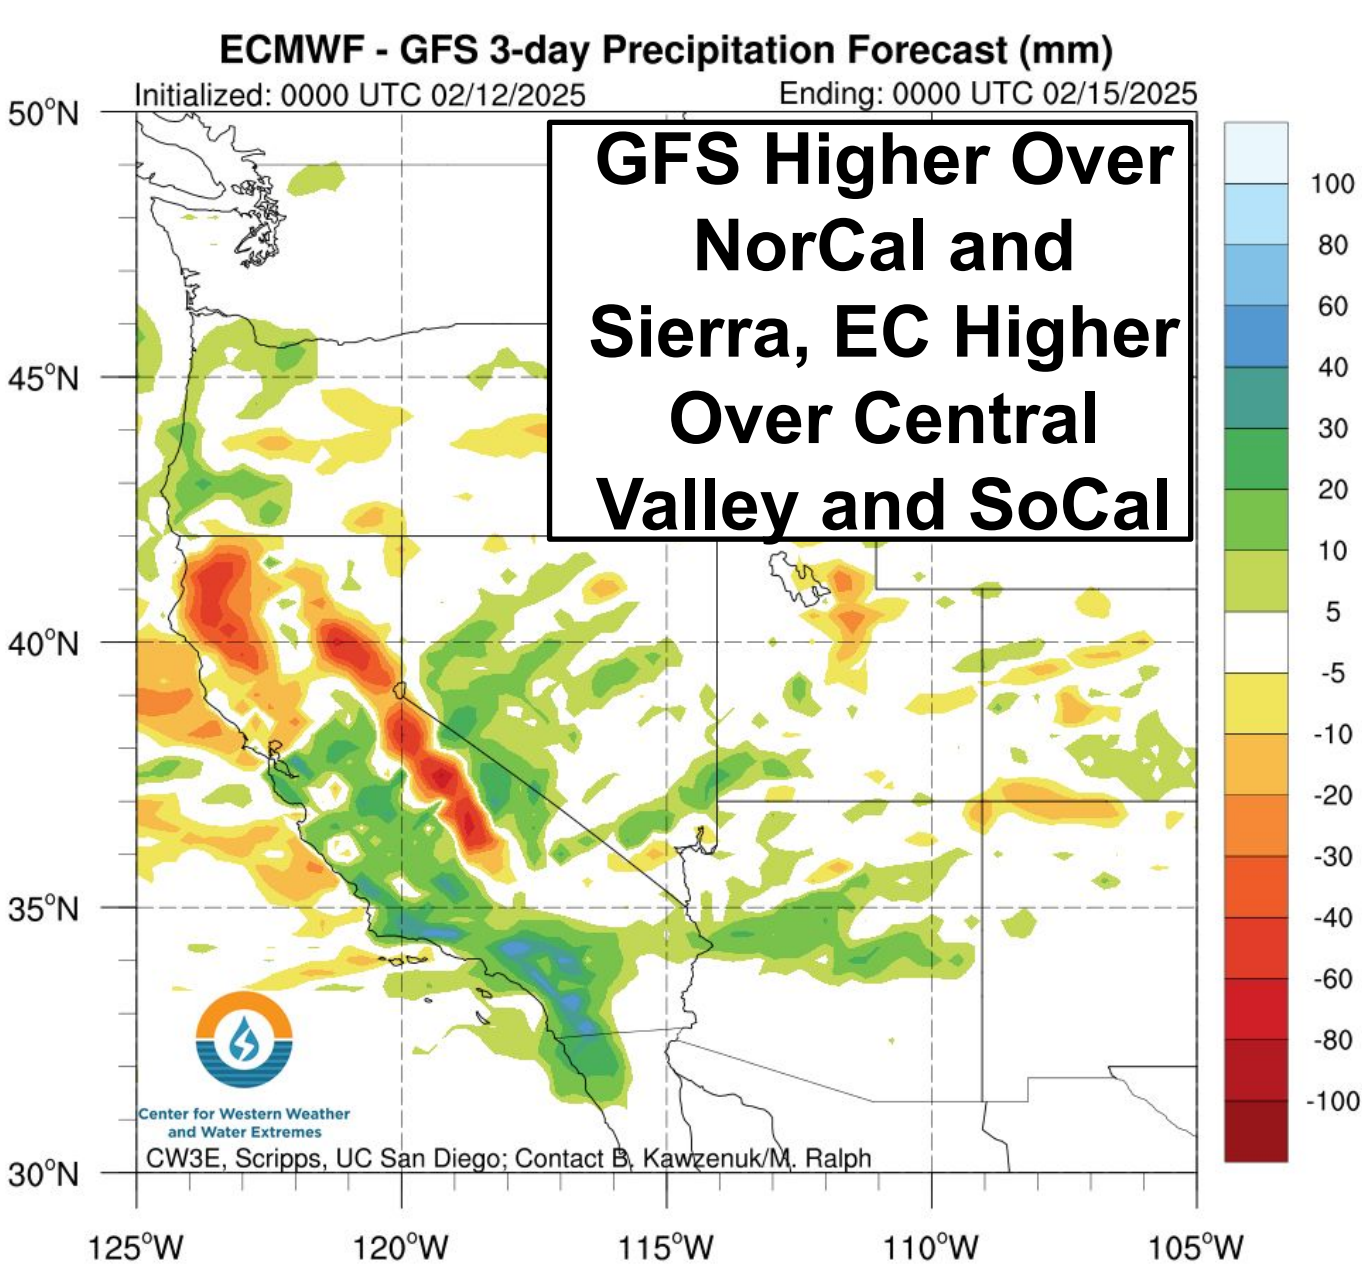 ECMWF - GFS 3-day Precipitation Forecast (mm)
Initialized: 0000 UTC 02/12/2025
Ending: 0000 UTC 02/15/2025
GFS Higher Over
NorCal and
Sierra, EC Higher
Over Central
Valley and SoCal
50°N
45°N
40°N
35°N
30°N
125°W
120°W
115°W
110°W
105°W
100
80
60
40
30
20
10
5
-5
-10
-20
-30
-40
-60
-80
-100
Center for Western Weather
and Water Extremes
CW3E, Scripps, UC San Diego; Contact B. Kawzenuk/M. Ralph